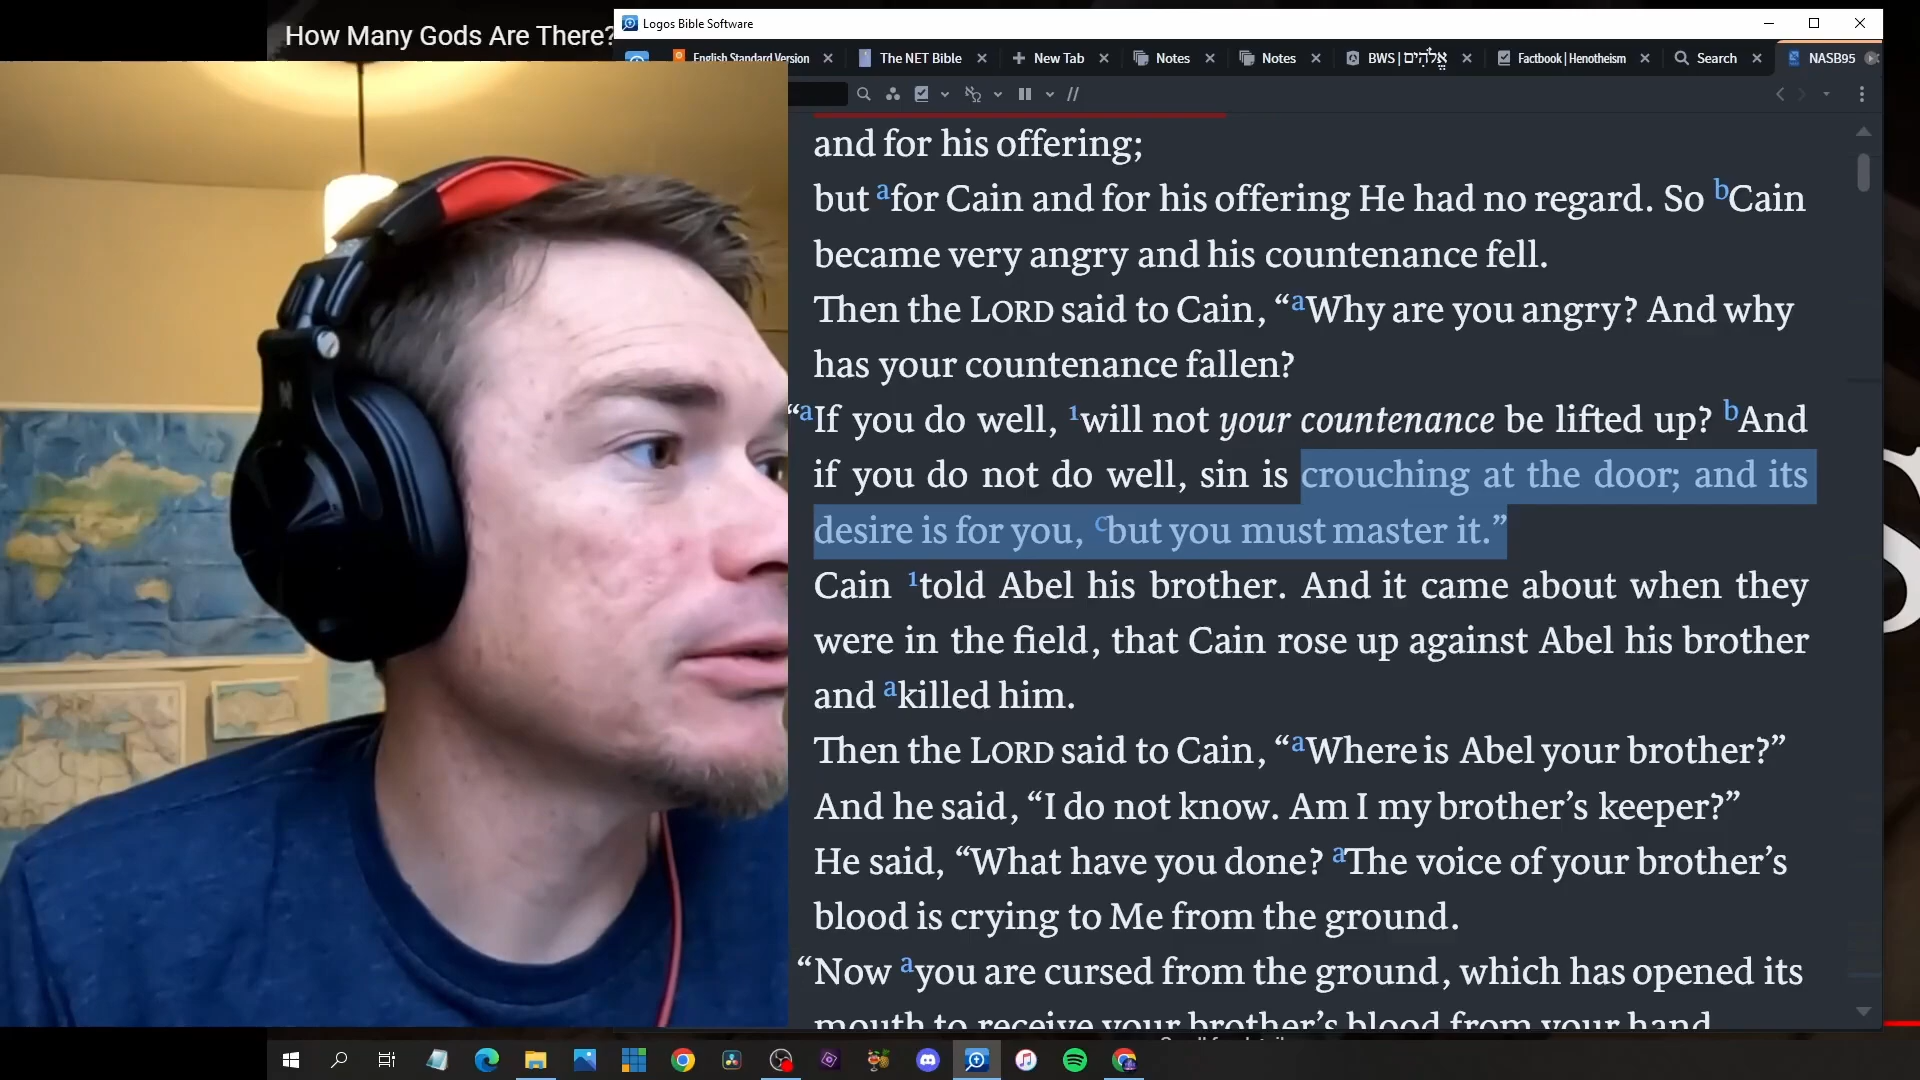 How Many Gods Are There?
Logos Bible Software
English Standard Version
The NET Bible
New Tab
Notes
Notes
BWS | אֱלֹהִים
Factbook | Henotheism
Search
NASB95
and for his offering;
but afor Cain and for his offering He had no regard. So bCain
became very angry and his countenance fell.
Then the LORD said to Cain, “aWhy are you angry? And why
has your countenance fallen?
“aIf you do well, 1will not your countenance be lifted up? bAnd
if you do not do well, sin is crouching at the door; and its
desire is for you, cbut you must master it.”
Cain 1told Abel his brother. And it came about when they
were in the field, that Cain rose up against Abel his brother
and akilled him.
Then the LORD said to Cain, “aWhere is Abel your brother?”
And he said, “I do not know. Am I my brother’s keeper?”
He said, “What have you done? aThe voice of your brother’s
blood is crying to Me from the ground.
“Now ayou are cursed from the ground, which has opened its
mouth to receive your brother’s blood from your hand.